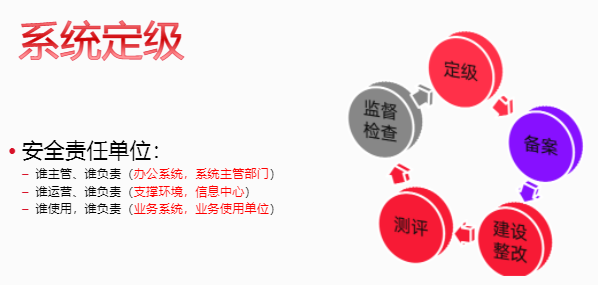 系统定级
• 安全责任单位：
– 谁主管、谁负责（办公系统，系统主管部门）
– 谁运营、谁负责（支撑环境，信息中心）
– 谁使用，谁负责（业务系统，业务使用单位）
定级
备案
建设
整改
测评
监督
检查